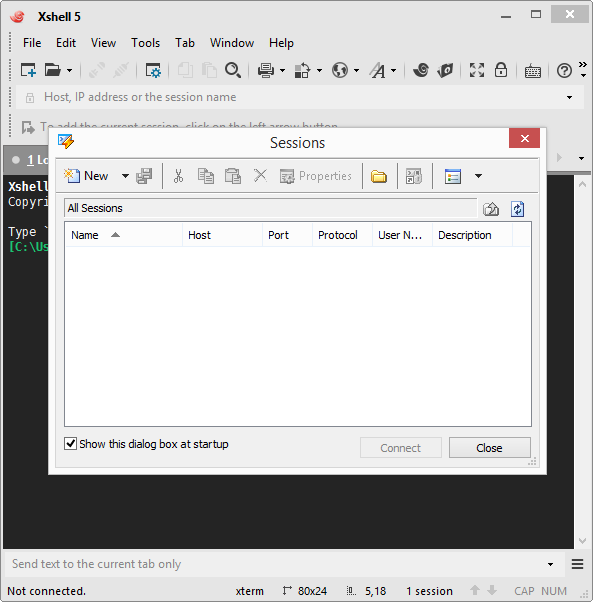 Xshell 5
File Edit View Tools Tab Window Help
Host, IP address or the session name
To add the current session, click on the left arrow button.
1 Lo
Xshell
Copyri
Type `
[C:\Us
Sessions
New Properties
All Sessions
Name Host Port Protocol User N... Description
Show this dialog box at startup
Connect Close
Send text to the current tab only
Not connected. xterm 80x24 5,18 1 session CAP NUM